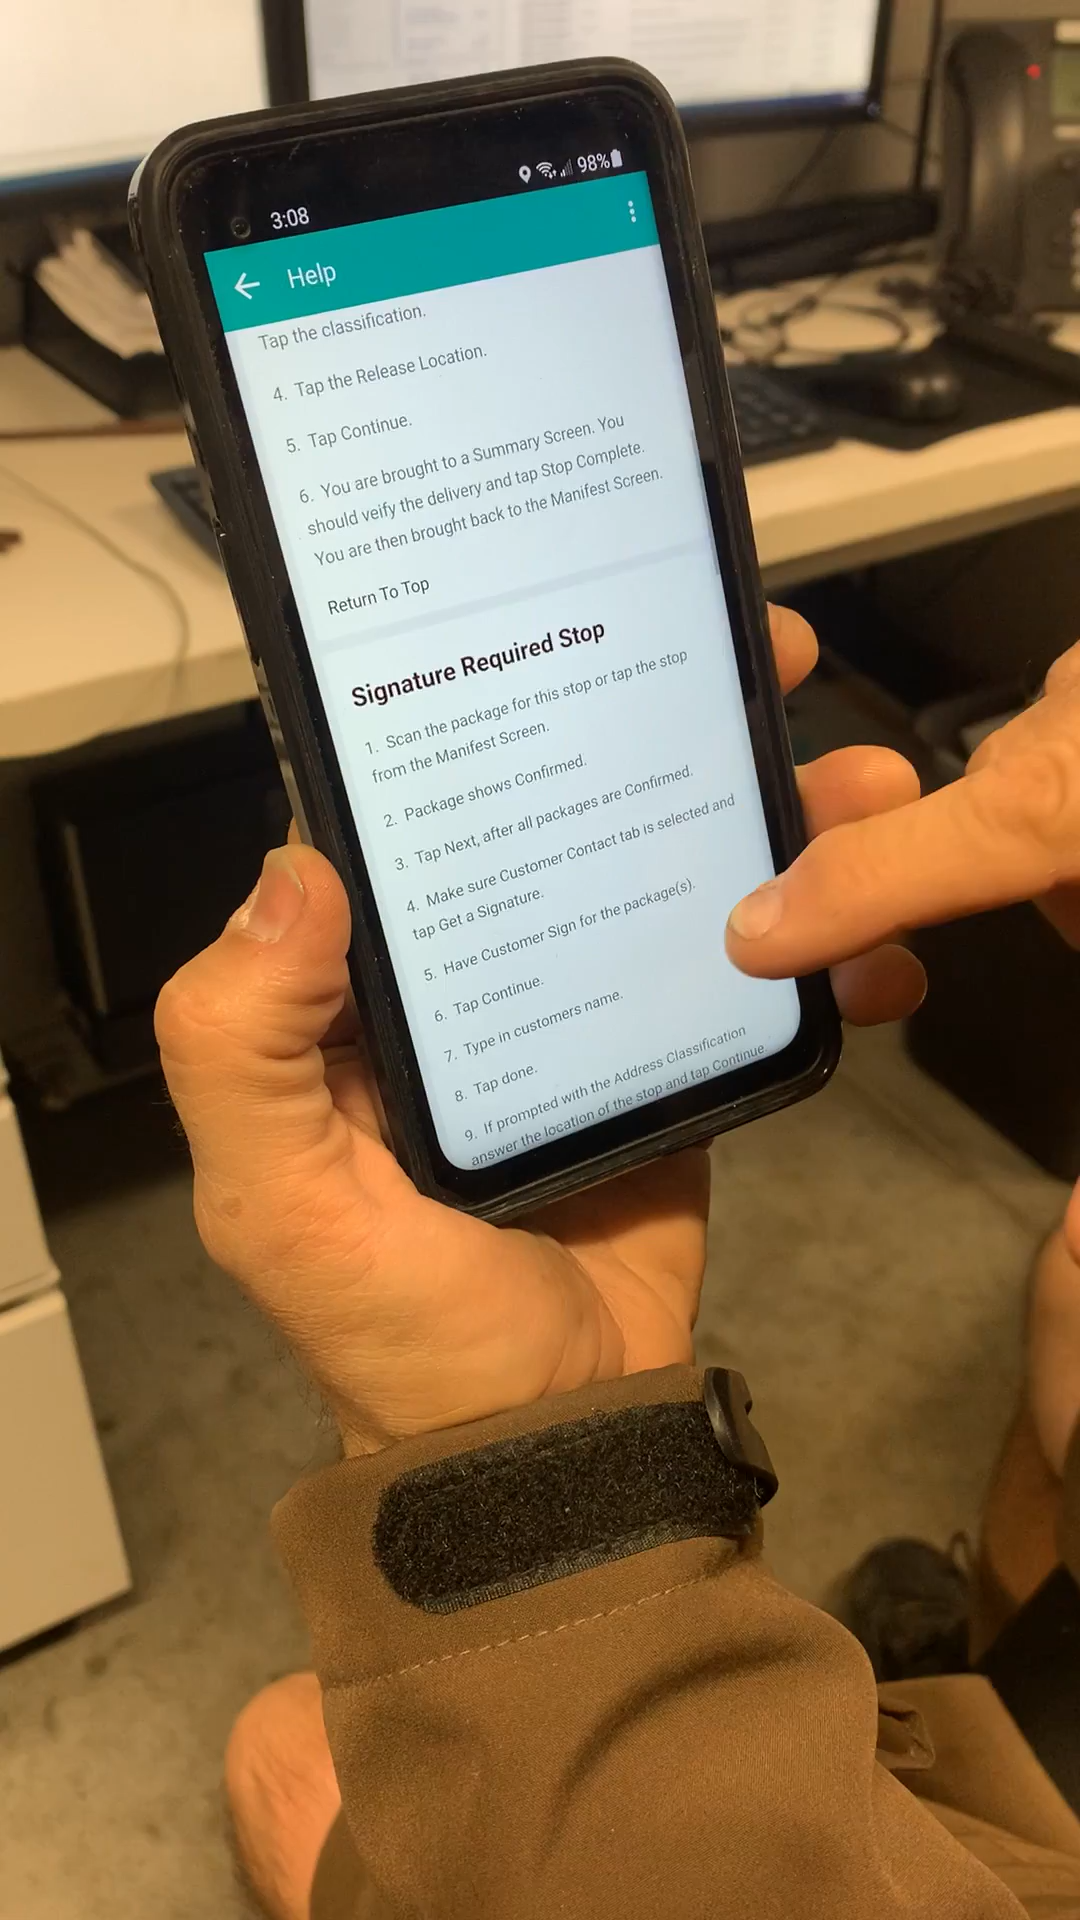 3:08 98%
Help
Tap the classification.
4. Tap the Release Location.
5. Tap Continue.
6. You are brought to a Summary Screen. You
should veify the delivery and tap Stop Complete.
You are then brought back to the Manifest Screen.
Return To Top
Signature Required Stop
1. Scan the package for this stop or tap the stop
from the Manifest Screen.
2. Package shows Confirmed.
3. Tap Next, after all packages are Confirmed.
4. Make sure Customer Contact tab is selected and
tap Get a Signature.
5. Have Customer Sign for the package(s).
6. Tap Continue.
7. Type in customers name.
8. Tap done.
9. If prompted with the Address Classification
answer the location of the stop and tap Continue